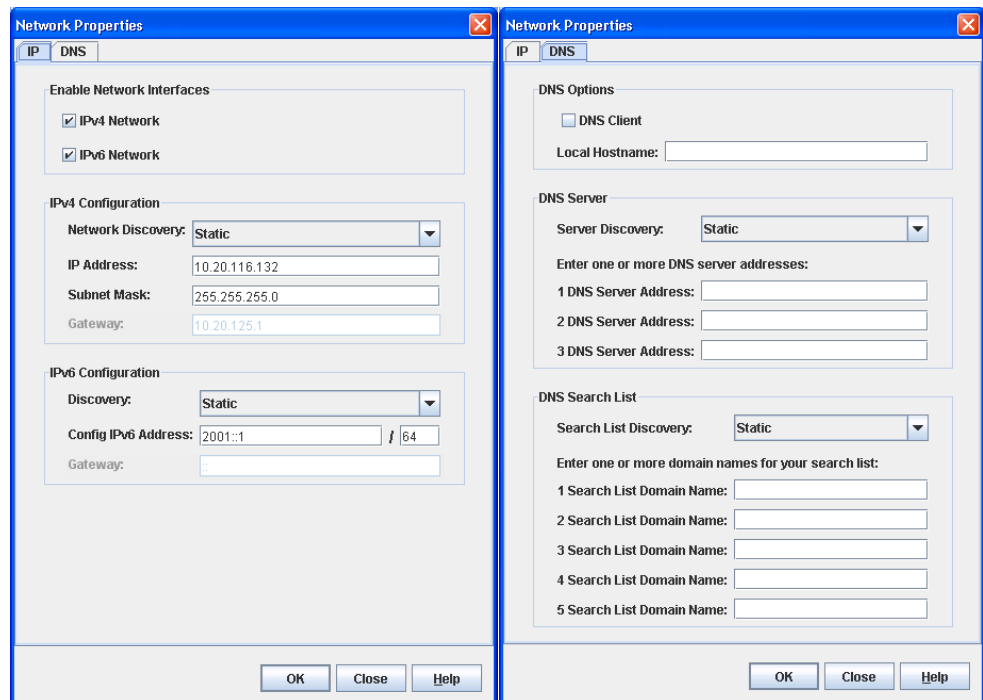 Network Properties
IP DNS
Enable Network Interfaces
IPv4 Network
IPv6 Network
IPv4 Configuration
Network Discovery: Static
IP Address: 10.20.116.132
Subnet Mask: 255.255.255.0
Gateway: 10.20.125.1
IPv6 Configuration
Discovery: Static
Config IPv6 Address: 2001::1 / 64
Gateway: ::
OK Close Help
Network Properties
IP DNS
DNS Options
DNS Client
Local Hostname:
DNS Server
Server Discovery: Static
Enter one or more DNS server addresses:
1 DNS Server Address:
2 DNS Server Address:
3 DNS Server Address:
DNS Search List
Search List Discovery: Static
Enter one or more domain names for your search list:
1 Search List Domain Name:
2 Search List Domain Name:
3 Search List Domain Name:
4 Search List Domain Name:
5 Search List Domain Name:
OK Close Help